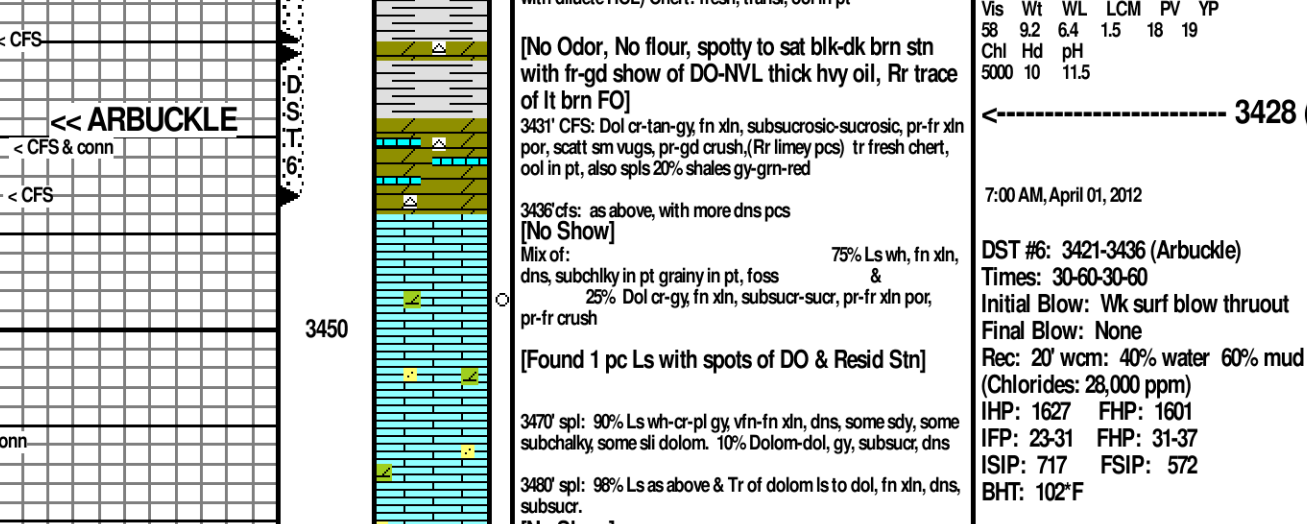 < CFS
<< ARBUCKLE
< CFS & conn
< CFS
onn
D
S
T
6
3450
[No Odor, No flour, spotty to sat blk-dk brn stn
with fr-gd show of DO-NVL thick hvy oil, Rr trace
of lt brn FO]
3431' CFS: Dol cr-tan-gy, fn xln, subsucrosic-sucrosic, pr-fr xln
por, scatt sm vugs, pr-gd crush,(Rr limey pcs) tr fresh chert,
ool in pt, also spls 20% shales gy-grn-red
3436'cfs: as above, with more dns pcs
[No Show]
Mix of: 75% Ls wh, fn xln,
dns, subchlky in pt grainy in pt, foss &
25% Dol cr-gy, fn xln, subsucr-sucr, pr-fr xln por,
pr-fr crush
[Found 1 pc Ls with spots of DO & Resid Stn]
3470' spl: 90% Ls wh-cr-pl gy, vfn-fn xln, dns, some sdy, some
subchalky, some sli dolom. 10% Dolom-dol, gy, subsucr, dns
3480' spl: 98% Ls as above & Tr of dolom ls to dol, fn xln, dns,
subsucr.
Vis Wt WL LCM PV YP
58 9.2 6.4 1.5 18 19
Chl Hd pH
5000 10 11.5
<------------------------ 3428 (
7:00 AM, April 01, 2012
DST #6: 3421-3436 (Arbuckle)
Times: 30-60-30-60
Initial Blow: Wk surf blow thruout
Final Blow: None
Rec: 20' wcm: 40% water 60% mud
(Chlorides: 28,000 ppm)
IHP: 1627 FHP: 1601
IFP: 23-31 FHP: 31-37
ISIP: 717 FSIP: 572
BHT: 102*F